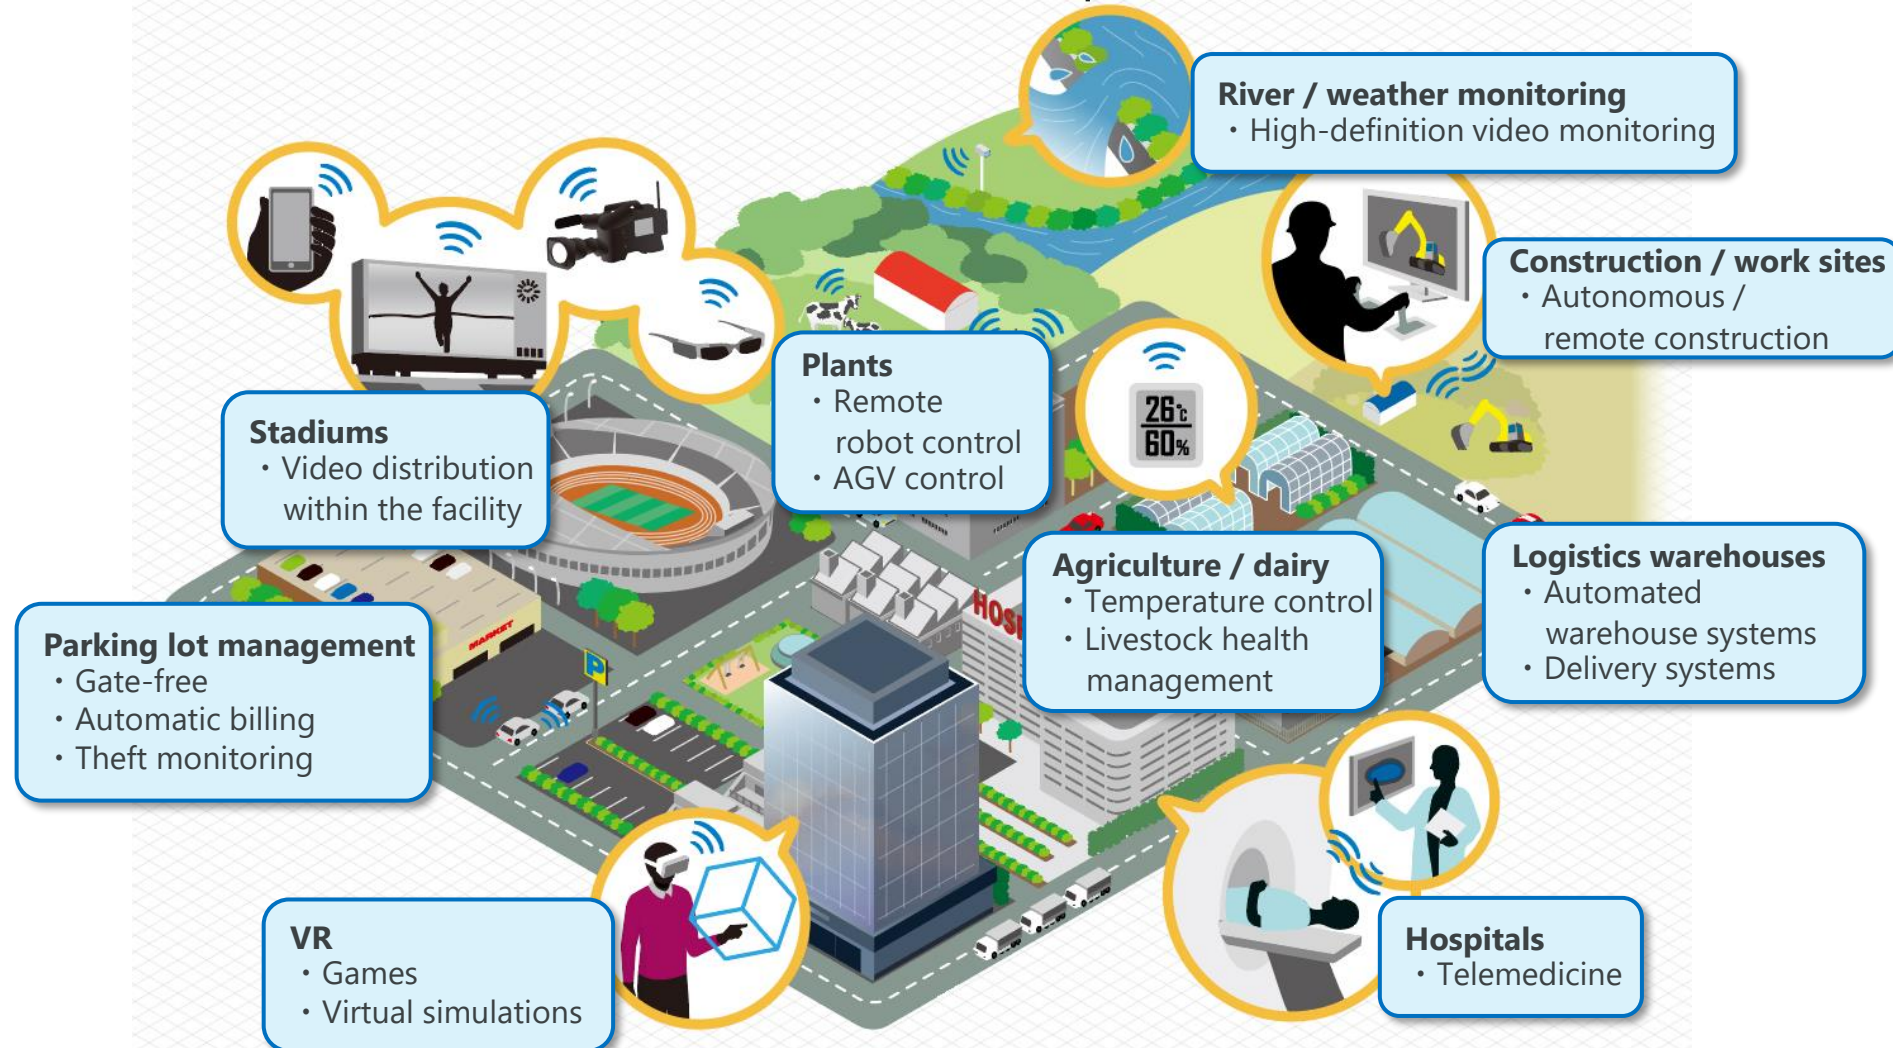 River / weather monitoring
・High-definition video monitoring
Construction / work sites
・Autonomous /
remote construction
Plants
・Remote
robot control
・AGV control
26℃
60%
Stadiums
・Video distribution
within the facility
Agriculture / dairy
・Temperature control
・Livestock health
management
Logistics warehouses
・Automated
warehouse systems
・Delivery systems
Parking lot management
・Gate-free
・Automatic billing
・Theft monitoring
MARKET
P
VR
・Games
・Virtual simulations
Hospitals
・Telemedicine